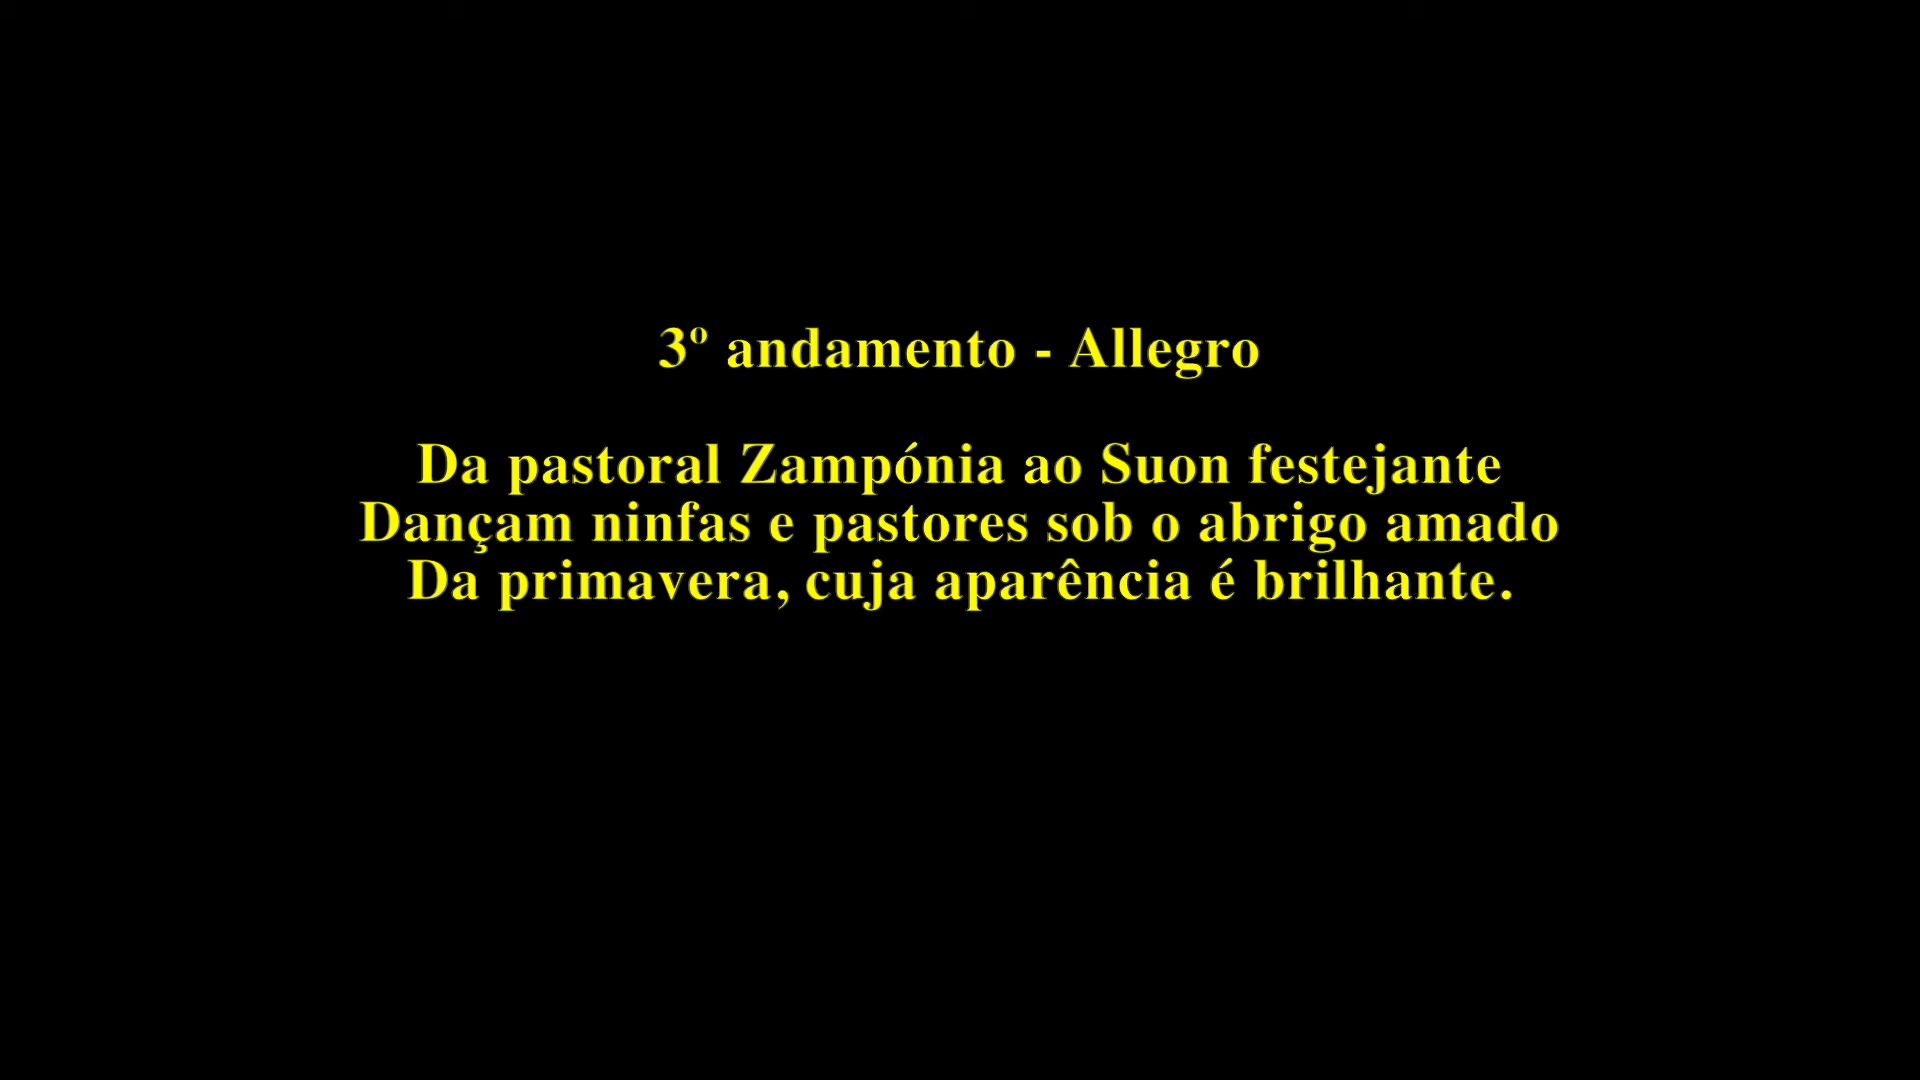 3º andamento - Allegro
Da pastoral Zampónia ao Suon festejante
Dançam ninfas e pastores sob o abrigo amado
Da primavera, cuja aparência é brilhante.